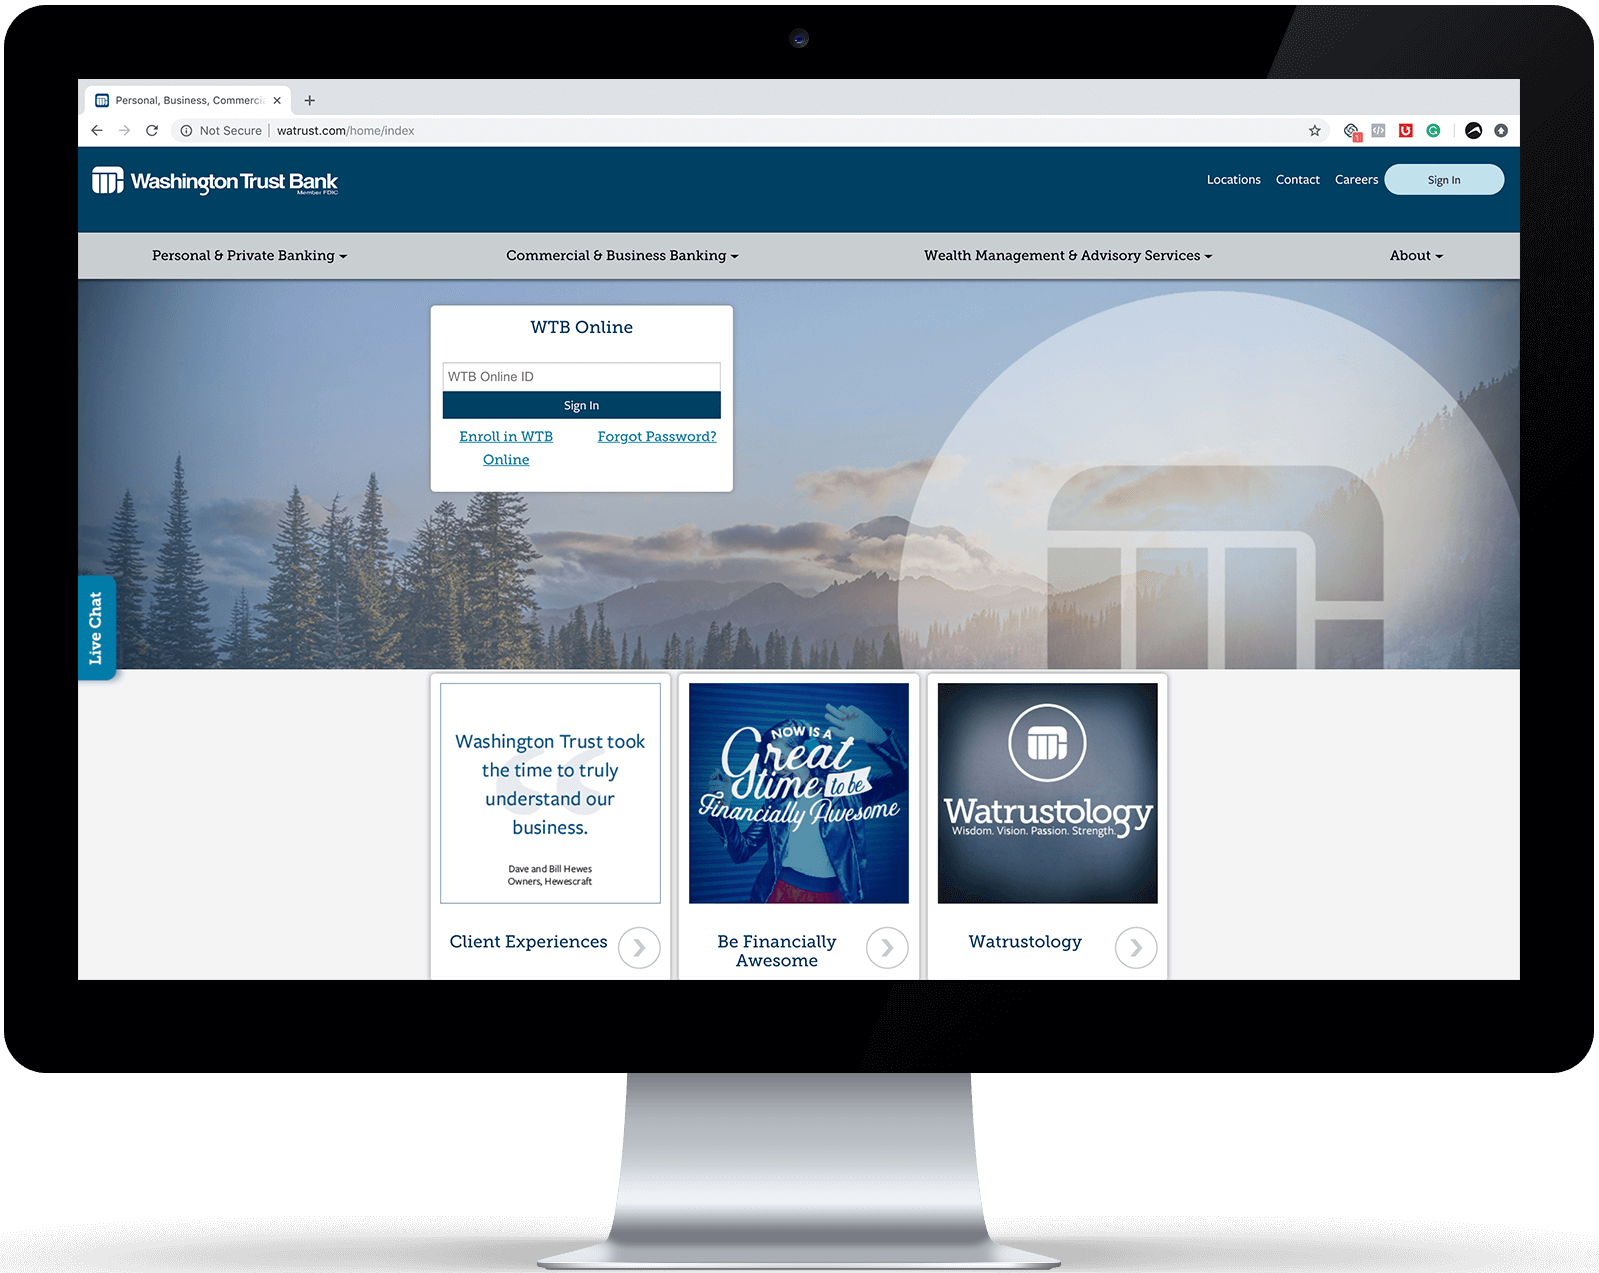 Personal, Business, Commerci
Not Secure | watrust.com/home/index
1
Washington Trust Bank
Member FDIC
Locations Contact Careers Sign In
Personal & Private Banking Commercial & Business Banking Wealth Management & Advisory Services About
WTB Online
WTB Online ID
Sign In
Enroll in WTB Online
Forgot Password?
Live Chat
Washington Trust took
the time to truly
understand our
business.
Dave and Bill Hewes
Owners, Hewescraft
Client Experiences
NOW IS A
Great
time to be
Financially Awesome
Be Financially
Awesome
Watrustology
Wisdom. Vision. Passion. Strength.
Watrustology